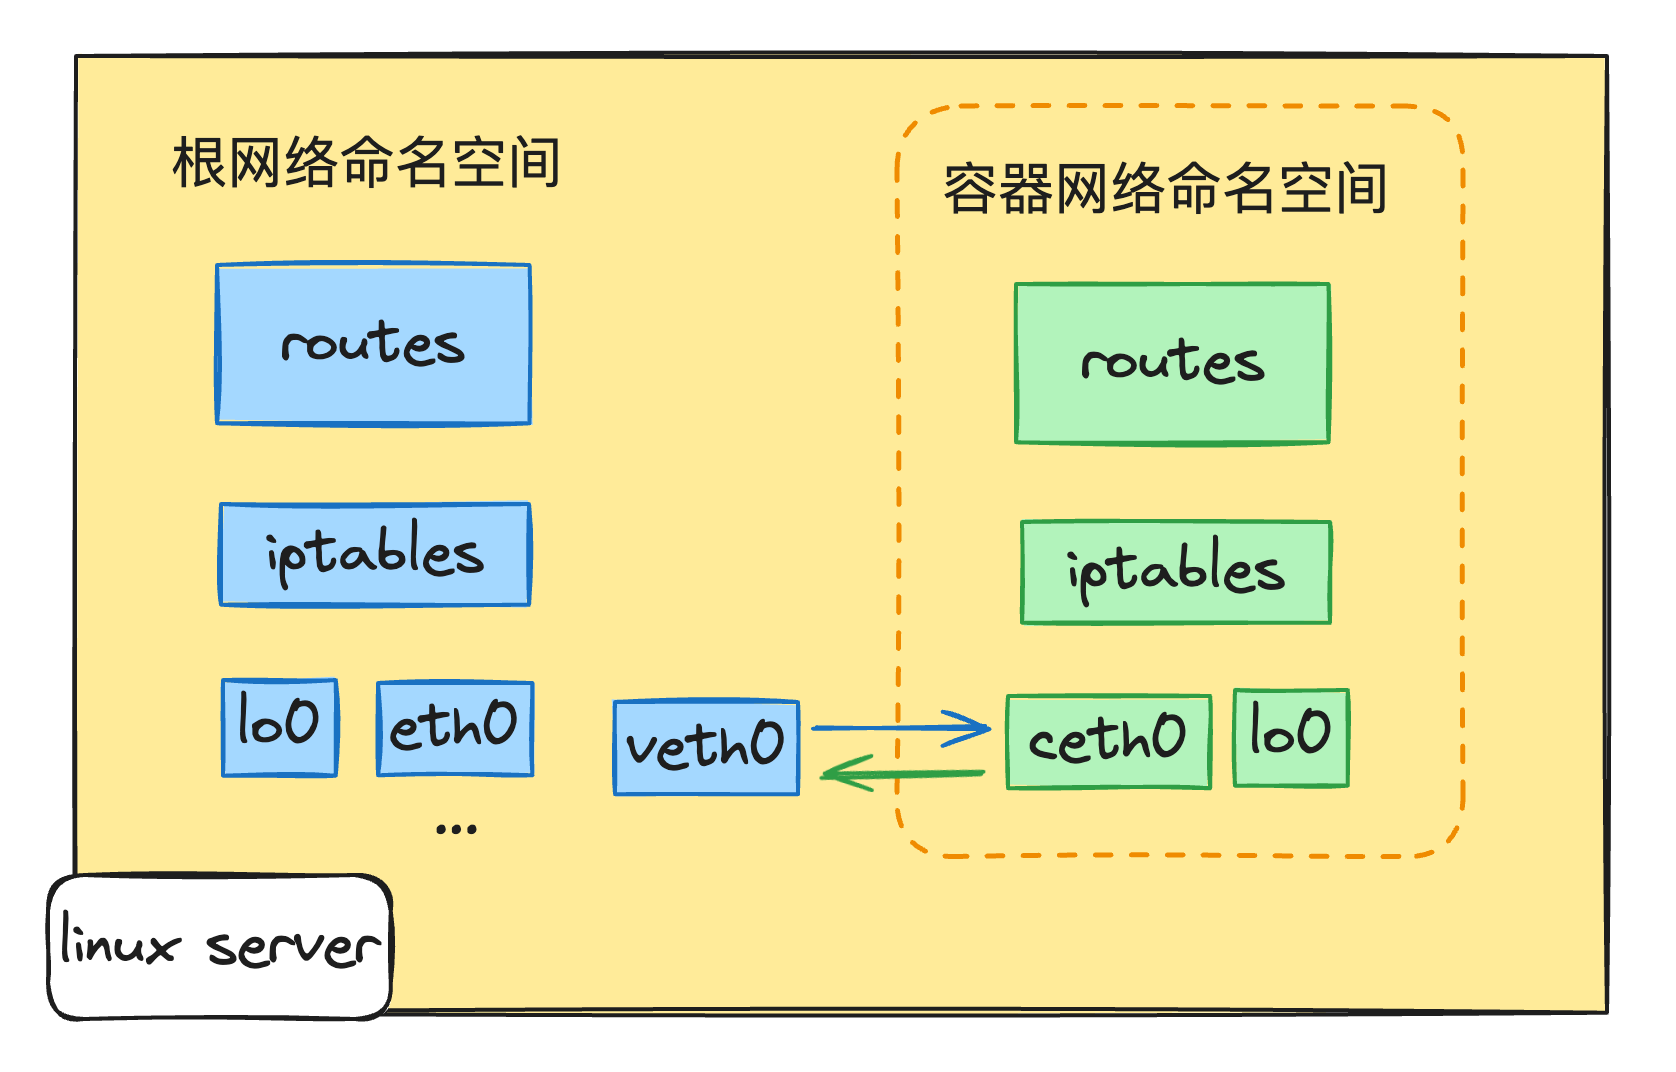 根网络命名空间
routes
iptables
lo0
eth0
veth0
...
容器网络命名空间
routes
iptables
ceth0
lo0
linux server